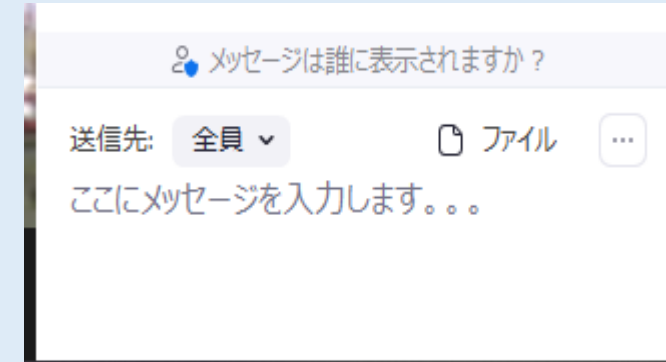 メッセージは誰に表示されますか？
送信先: 全員 ファイル ...
ここにメッセージを入力します。。。